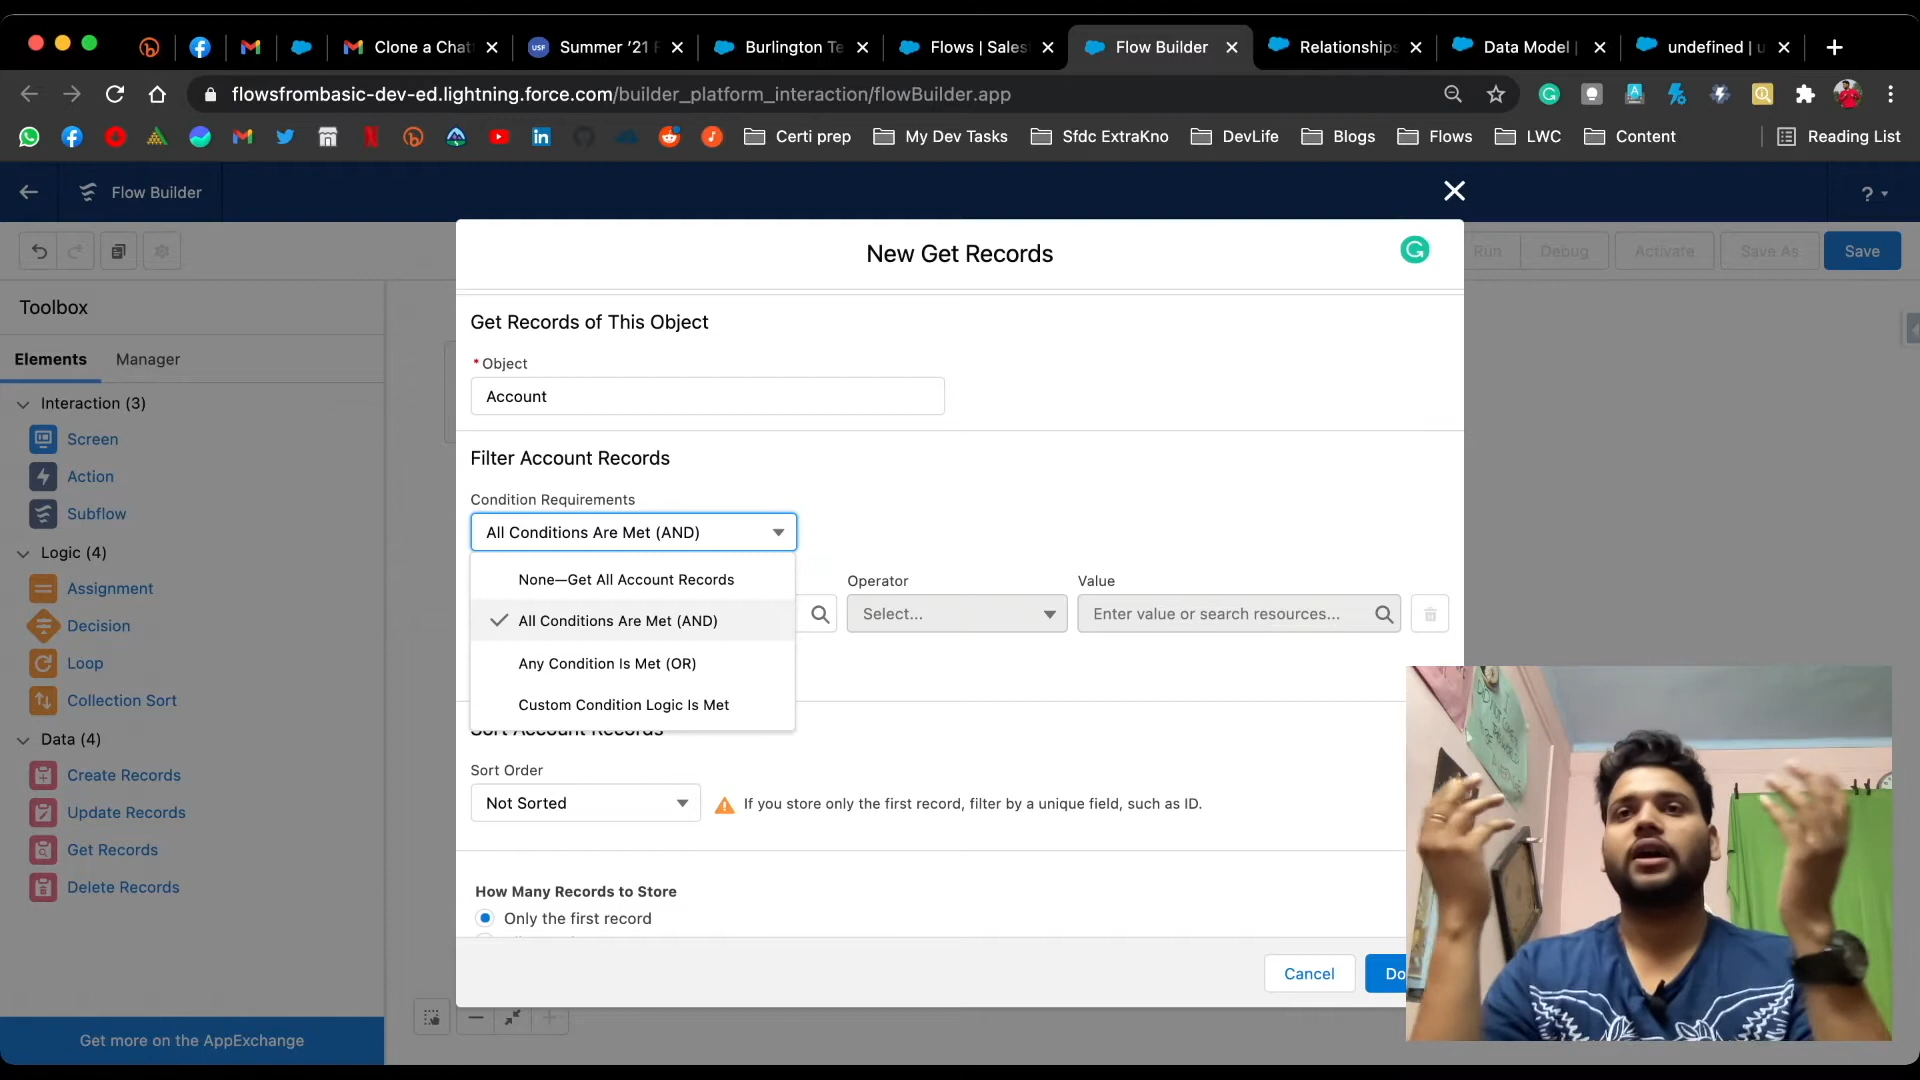 Clone a Chat
Summer '21 F
Burlington Te
Flows | Sales
Flow Builder
Relationships
Data Model |
undefined | u
flowsfrombasic-dev-ed.lightning.force.com/builder_platform_interaction/flowBuilder.app
Certi prep
My Dev Tasks
Sfdc ExtraKno
DevLife
Blogs
Flows
LWC
Content
Reading List
Flow Builder
?
Run
Debug
Activate
Save As
Save
Toolbox
Elements
Manager
Interaction (3)
Screen
Action
Subflow
Logic (4)
Assignment
Decision
Loop
Collection Sort
Data (4)
Create Records
Update Records
Get Records
Delete Records
Get more on the AppExchange
New Get Records
Get Records of This Object
* Object
Account
Filter Account Records
Condition Requirements
All Conditions Are Met (AND)
None—Get All Account Records
All Conditions Are Met (AND)
Any Condition Is Met (OR)
Custom Condition Logic Is Met
Operator
Select...
Value
Enter value or search resources...
Sort Account Records
Sort Order
Not Sorted
If you store only the first record, filter by a unique field, such as ID.
How Many Records to Store
Only the first record
Cancel
Do